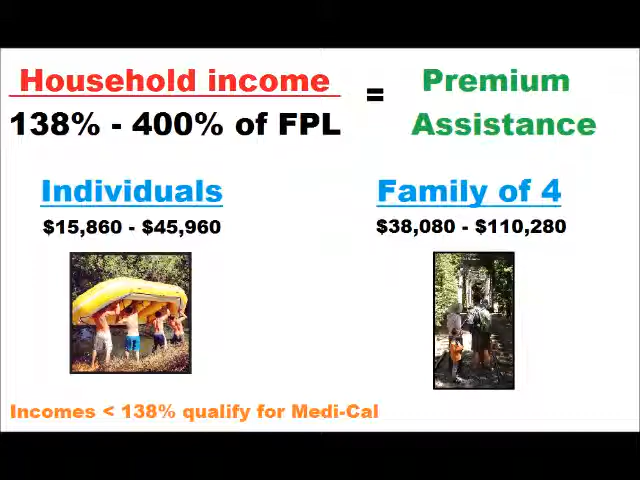 Household income
138% - 400% of FPL
=
Premium
Assistance
Individuals
$15,860 - $45,960
Family of 4
$38,080 - $110,280
Incomes < 138% qualify for Medi-Cal